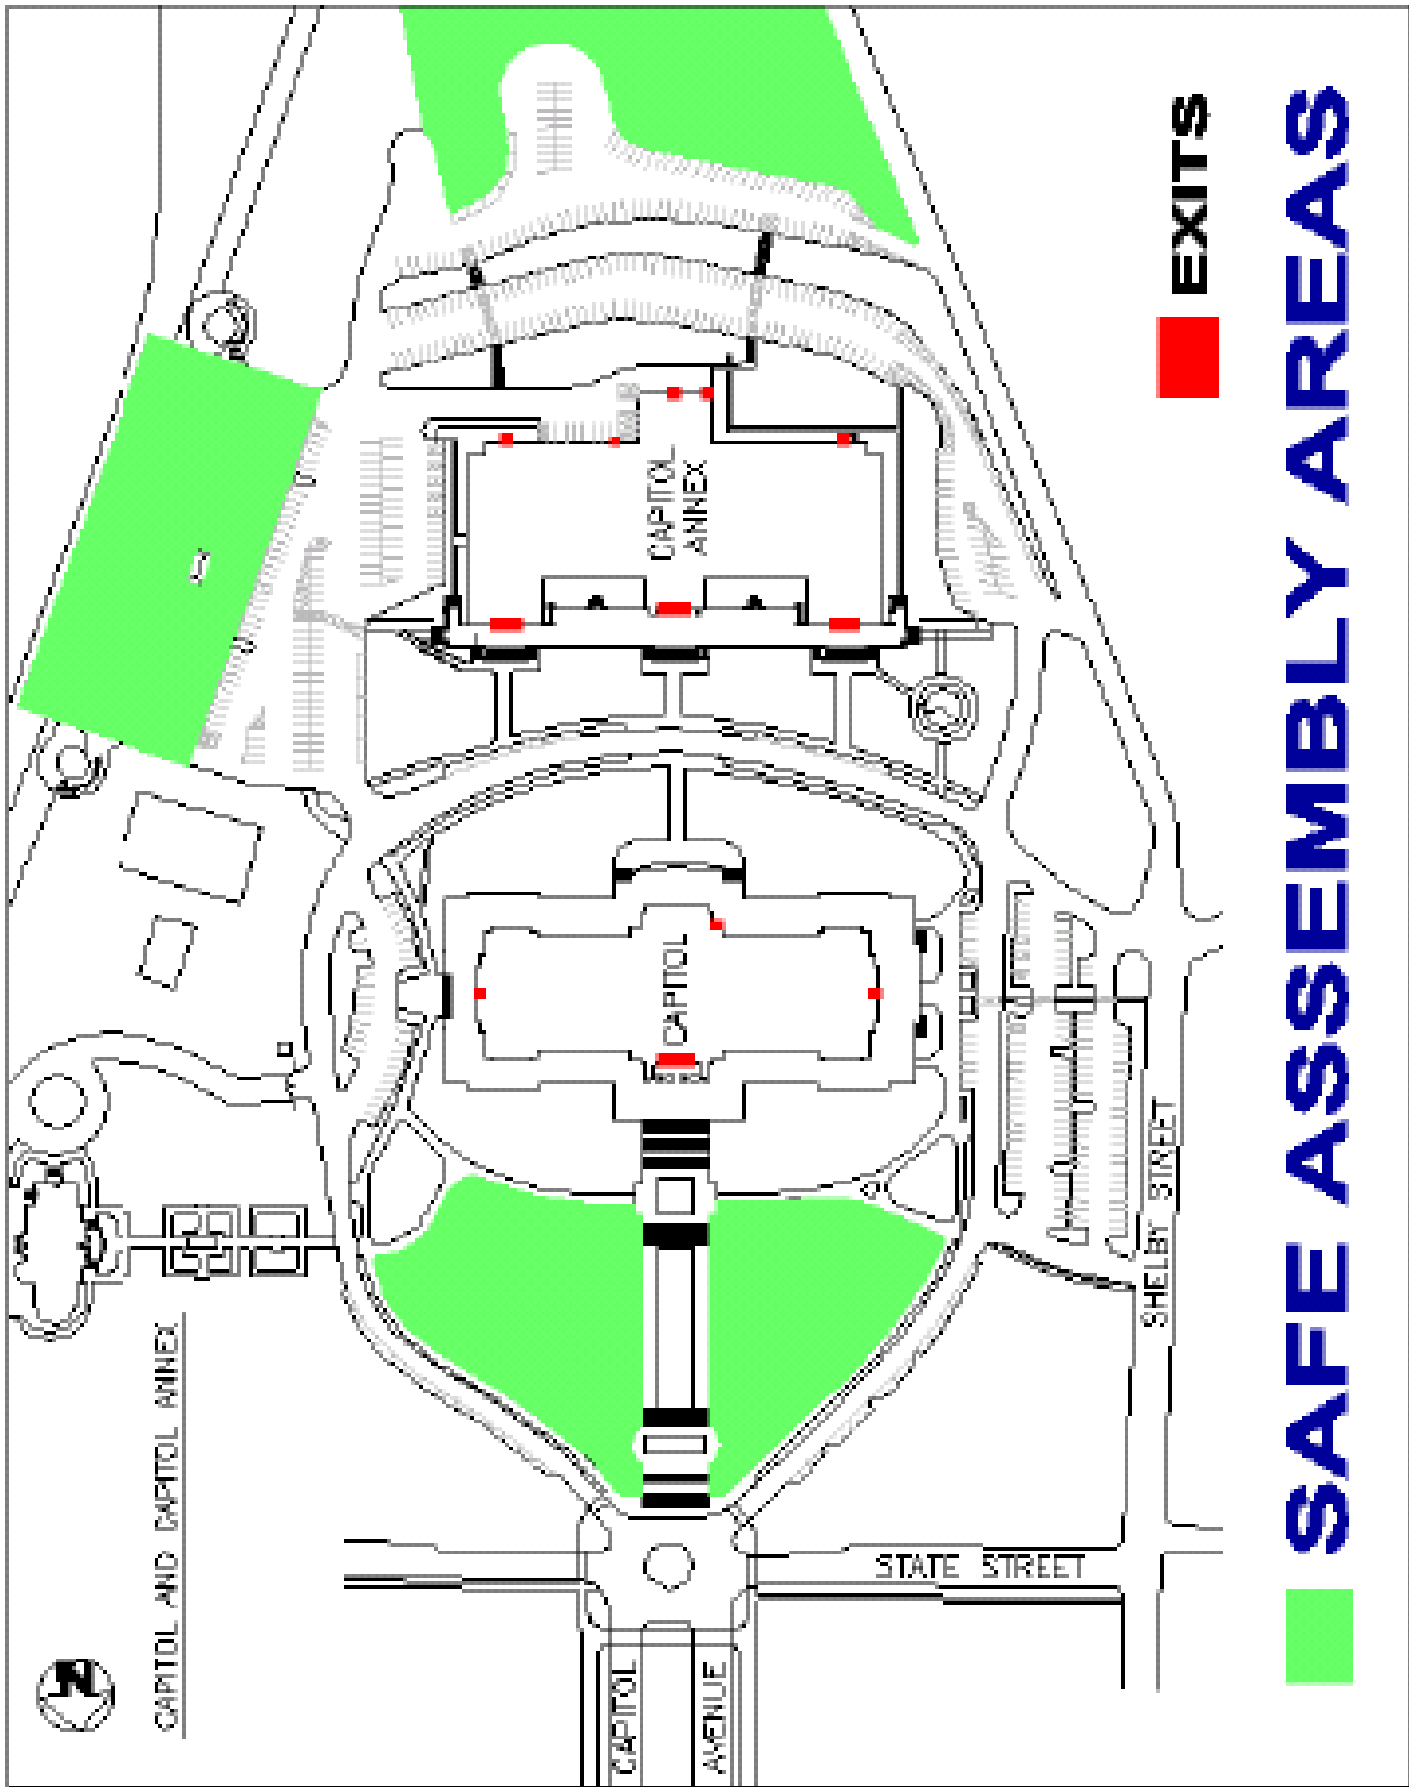 N
CAPITOL AND CAPITOL ANNEX
CAPITOL
AVENUE
STATE STREET
SHELBY STREET
CAPITOL
CAPITOL
ANNEX
EXITS
SAFE ASSEMBLY AREAS